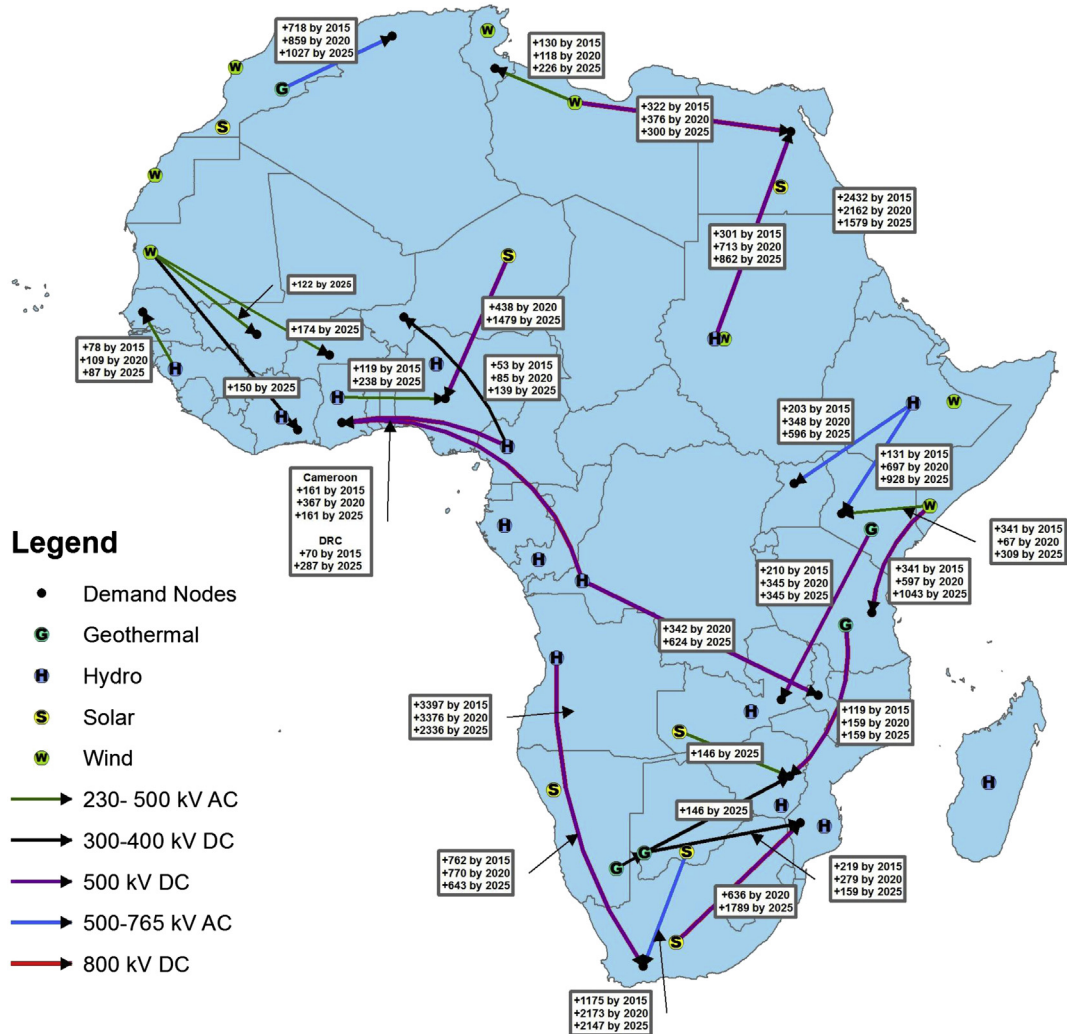 +718 by 2015
+859 by 2020
+1027 by 2025
W
W
G
S
W
+130 by 2015
+118 by 2020
+226 by 2025
W
+322 by 2015
+376 by 2020
+300 by 2025
S
+2432 by 2015
+2162 by 2020
+1579 by 2025
+301 by 2015
+713 by 2020
+862 by 2025
W
S
+122 by 2025
+438 by 2020
+1479 by 2025
+174 by 2025
H W
+78 by 2015
+109 by 2020
+87 by 2025
H
+150 by 2025
+119 by 2015
+238 by 2025
H
+53 by 2015
+85 by 2020
+139 by 2025
H
H
H
+203 by 2015
+348 by 2020
+596 by 2025
H
W
+131 by 2015
+697 by 2020
+928 by 2025
Cameroon
+161 by 2015
+367 by 2020
+161 by 2025
DRC
+70 by 2015
+287 by 2025
W
+341 by 2015
+67 by 2020
+309 by 2025
H
H
H
G
+210 by 2015
+345 by 2020
+345 by 2025
+341 by 2015
+597 by 2020
+1043 by 2025
G
+342 by 2020
+624 by 2025
H
+3397 by 2015
+3376 by 2020
+2336 by 2025
H
S
+119 by 2015
+159 by 2020
+159 by 2025
+146 by 2025
S
H
H
H
+146 by 2025
G
G
S
+762 by 2015
+770 by 2020
+643 by 2025
+219 by 2015
+279 by 2020
+159 by 2025
+636 by 2020
+1789 by 2025
S
+1175 by 2015
+2173 by 2020
+2147 by 2025
Legend
Demand Nodes
G Geothermal
H Hydro
S Solar
W Wind
230- 500 kV AC
300-400 kV DC
500 kV DC
500-765 kV AC
800 kV DC